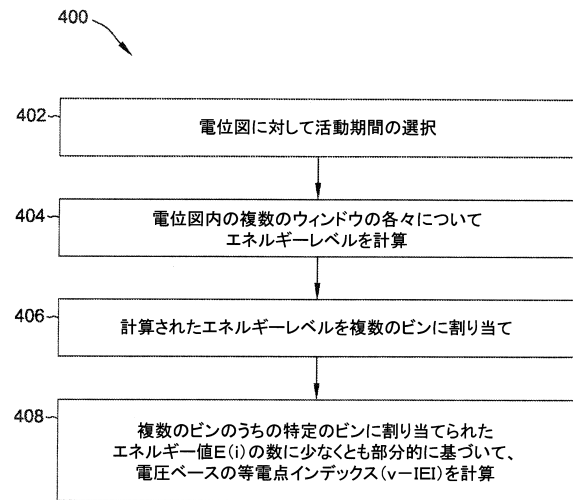 400
402
電位図に対して活動期間の選択
404
電位図内の複数のウィンドウの各々について
エネルギーレベルを計算
406
計算されたエネルギーレベルを複数のビンに割り当て
408
複数のビンのうちの特定のビンに割り当てられた
エネルギー値E(i)の数に少なくとも部分的に基づいて、
電圧ベースの等電点インデックス(v-IEI)を計算